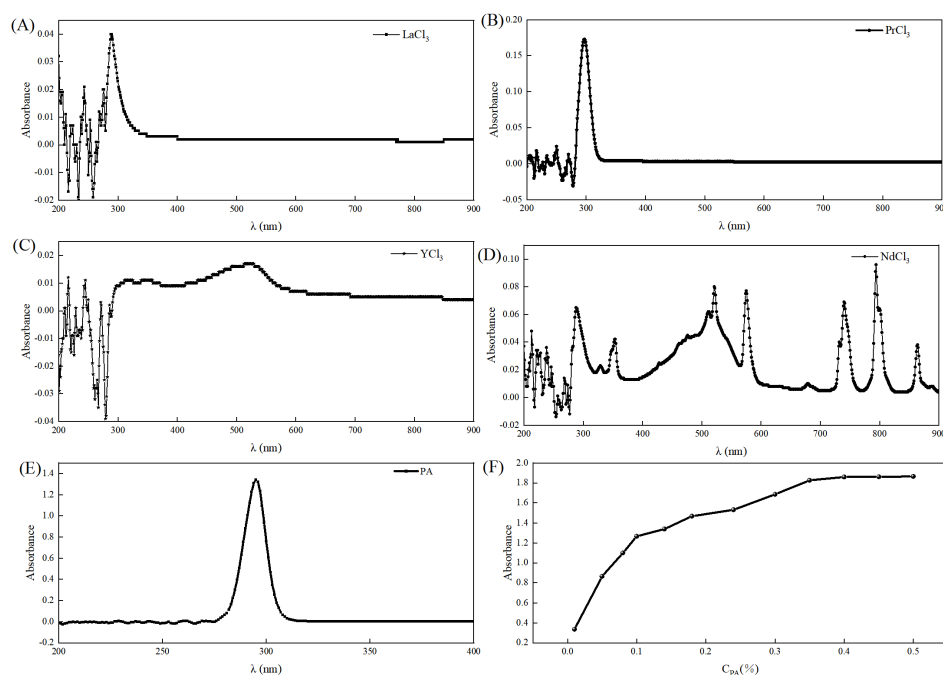 (A)
LaCl3
0.04
0.03
0.02
0.01
0.00
-0.01
-0.02
Absorbance
200 300 400 500 600 700 800 900
λ (nm)
(B)
PrCl3
0.20
0.15
0.10
0.05
0.00
-0.05
Absorbance
200 300 400 500 600 700 800 900
λ (nm)
(C)
YCl3
0.02
0.01
0.00
-0.01
-0.02
-0.03
-0.04
Absorbance
200 300 400 500 600 700 800 900
λ (nm)
(D)
NdCl3
0.10
0.08
0.06
0.04
0.02
0.00
-0.02
Absorbance
200 300 400 500 600 700 800 900
λ (nm)
(E)
PA
1.4
1.2
1.0
0.8
0.6
0.4
0.2
0.0
-0.2
Absorbance
200 250 300 350 400
λ (nm)
(F)
2.0
1.8
1.6
1.4
1.2
1.0
0.8
0.6
0.4
0.2
Absorbance
0.0 0.1 0.2 0.3 0.4 0.5
CPA(%)